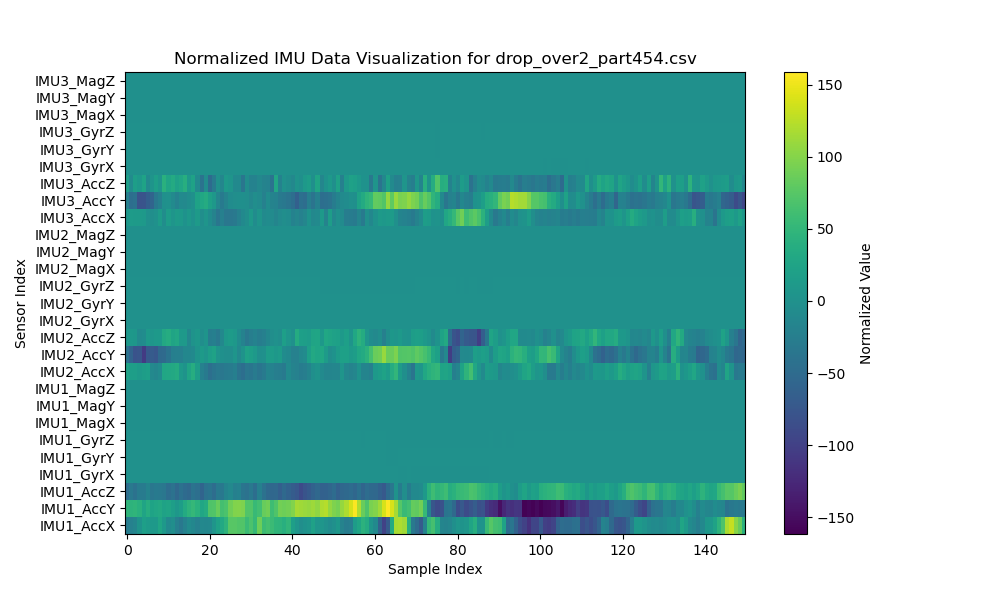 Normalized IMU Data Visualization for drop_over2_part454.csv
IMU3_MagZ
IMU3_MagY
IMU3_MagX
IMU3_GyrZ
IMU3_GyrY
IMU3_GyrX
IMU3_AccZ
IMU3_AccY
IMU3_AccX
IMU2_MagZ
IMU2_MagY
IMU2_MagX
IMU2_GyrZ
IMU2_GyrY
IMU2_GyrX
IMU2_AccZ
IMU2_AccY
IMU2_AccX
IMU1_MagZ
IMU1_MagY
IMU1_MagX
IMU1_GyrZ
IMU1_GyrY
IMU1_GyrX
IMU1_AccZ
IMU1_AccY
IMU1_AccX
Sensor Index
0 20 40 60 80 100 120 140
Sample Index
150
100
50
0
−50
−100
−150
Normalized Value